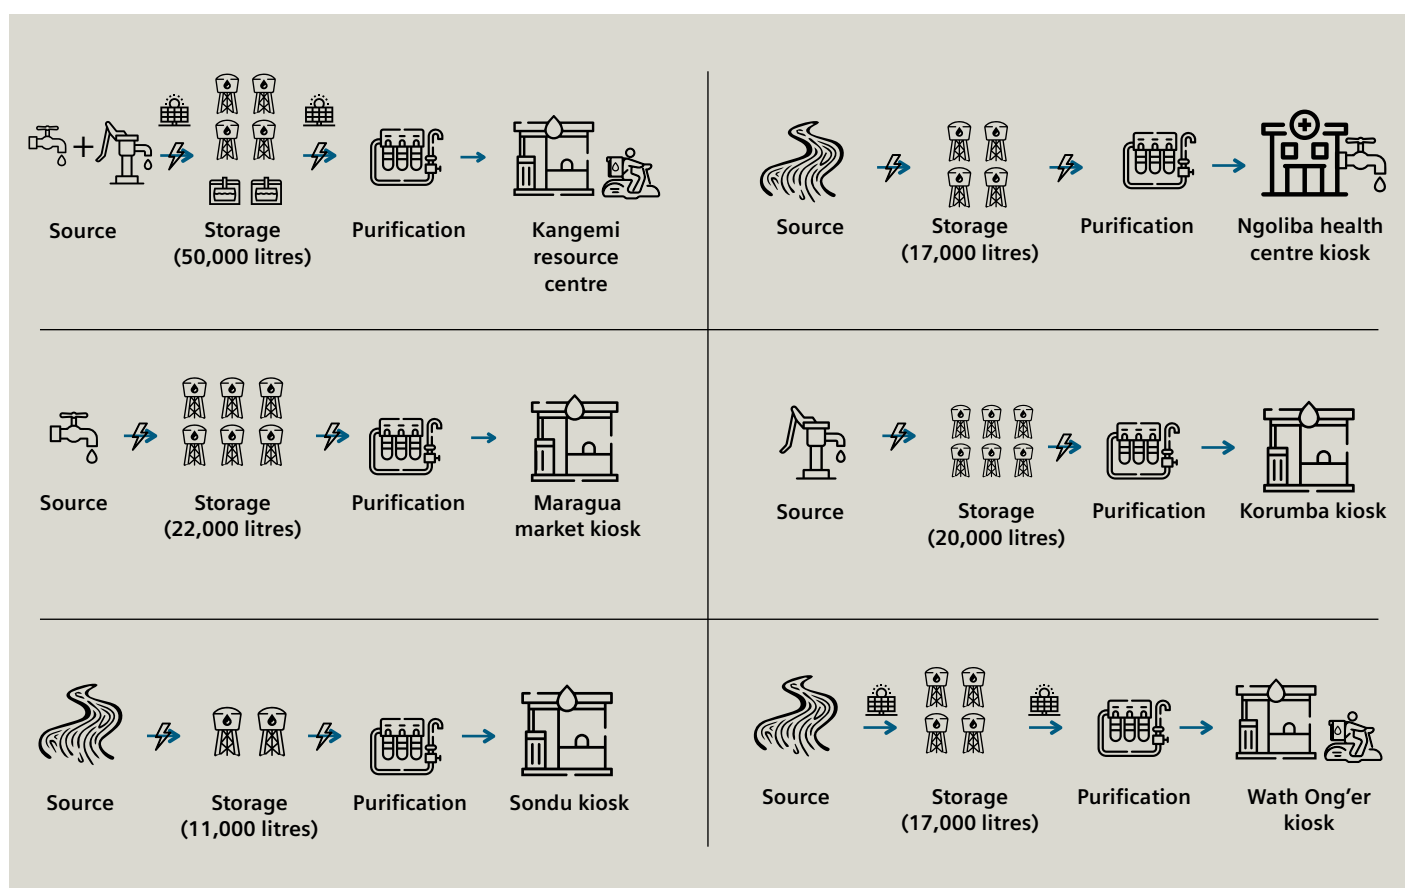 Source
Storage
(50,000 litres)
Purification
Kangemi
resource
centre
Source
Storage
(17,000 litres)
Purification
Ngoliba health
centre kiosk
Source
Storage
(22,000 litres)
Purification
Maragua
market kiosk
Source
Storage
(20,000 litres)
Purification
Korumba kiosk
Source
Storage
(11,000 litres)
Purification
Sondu kiosk
Source
Storage
(17,000 litres)
Purification
Wath Ong’er
kiosk